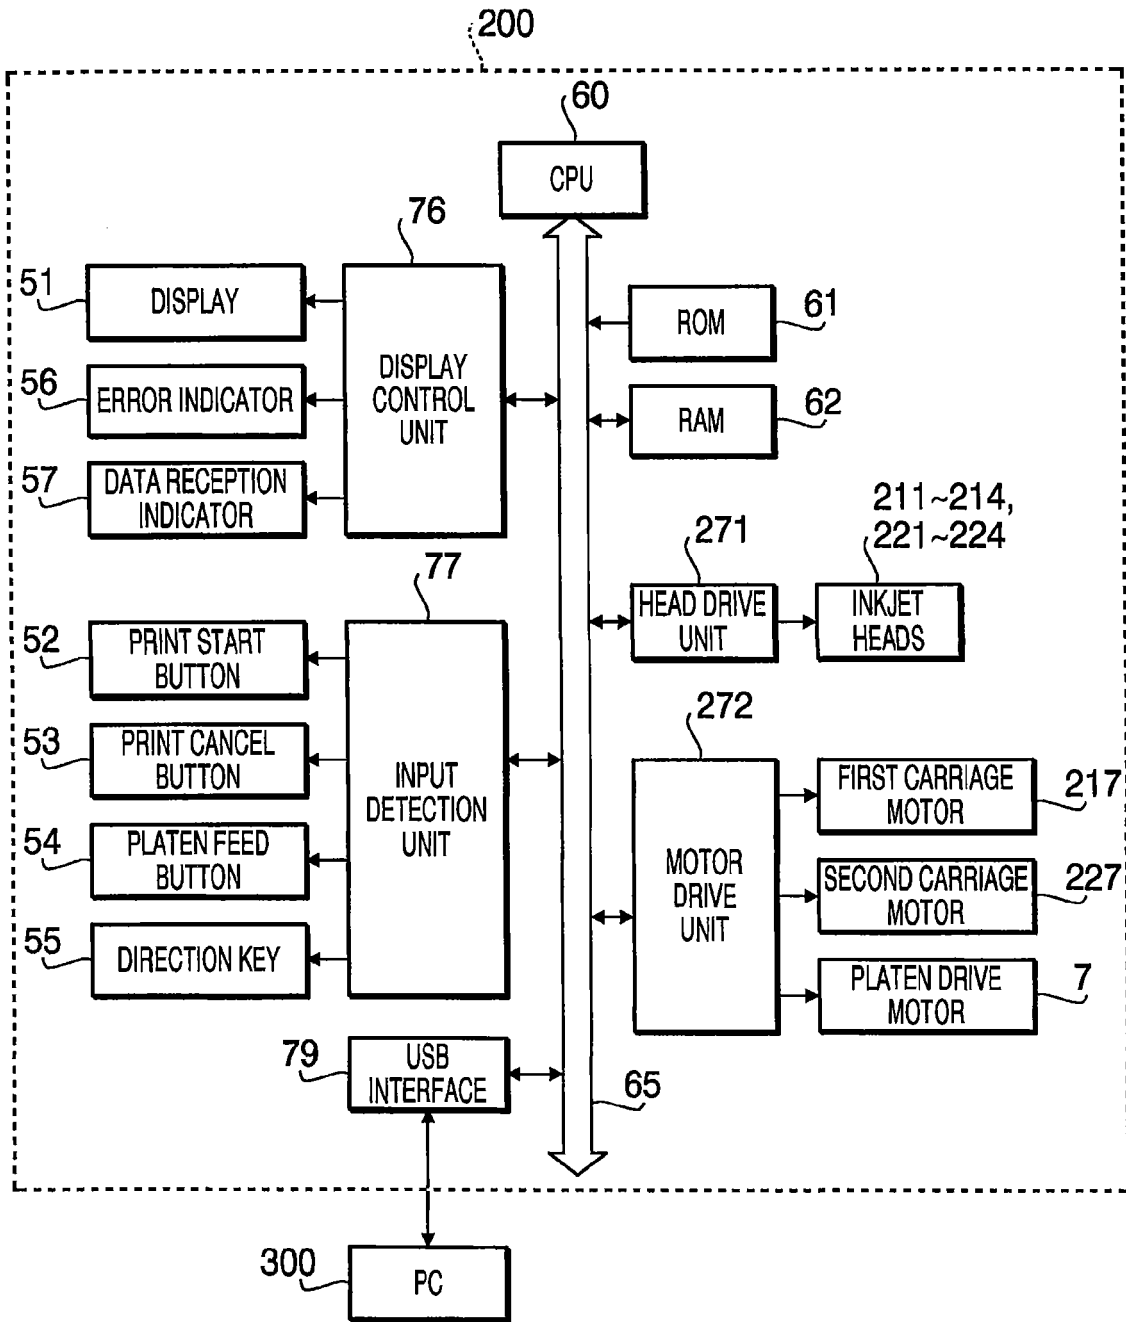 200
60
CPU
76
51
DISPLAY
61
ROM
DISPLAY
CONTROL
UNIT
56
ERROR INDICATOR
62
RAM
57
DATA RECEPTION
INDICATOR
211~214,
221~224
271
77
HEAD DRIVE
UNIT
INKJET
HEADS
52
PRINT START
BUTTON
272
53
PRINT CANCEL
BUTTON
INPUT
DETECTION
UNIT
FIRST CARRIAGE
MOTOR
217
54
PLATEN FEED
BUTTON
MOTOR
DRIVE
UNIT
SECOND CARRIAGE
MOTOR
227
55
DIRECTION KEY
PLATEN DRIVE
MOTOR
7
79
USB
INTERFACE
65
300
PC